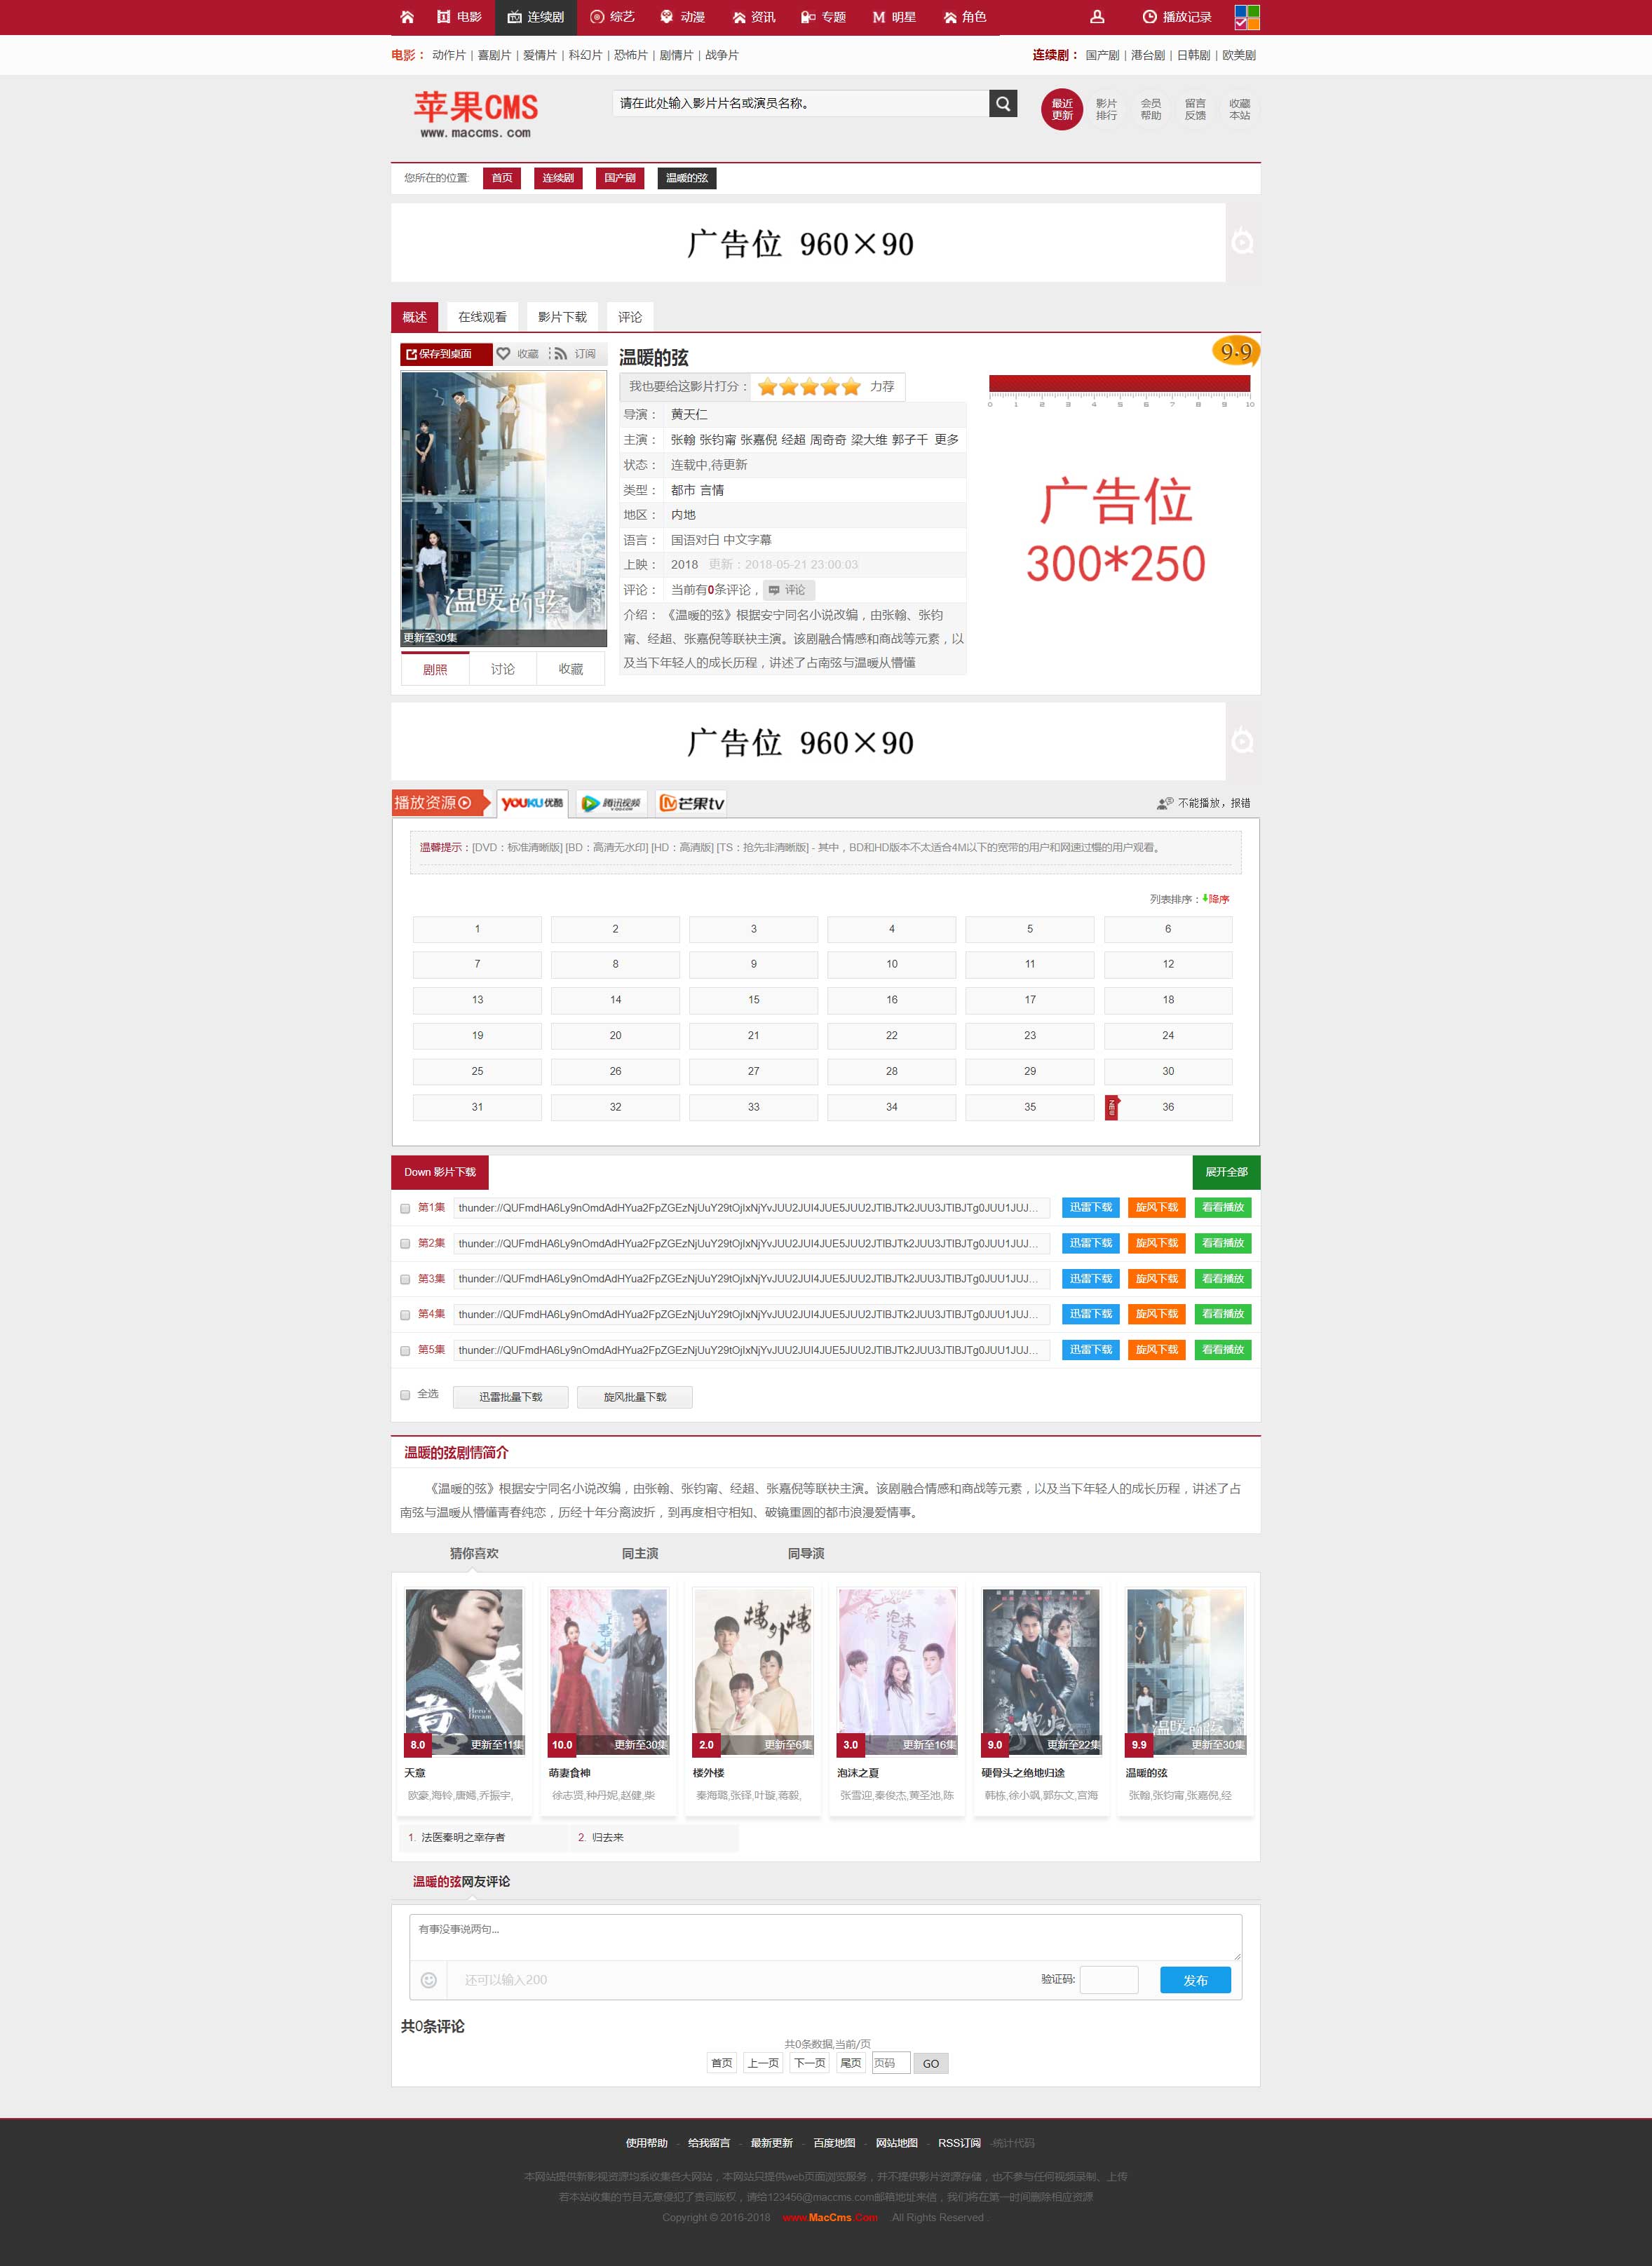 电影 连续剧 综艺 动漫 资讯 专题 明星 角色 播放记录
电影： 动作片 | 喜剧片 | 爱情片 | 科幻片 | 恐怖片 | 剧情片 | 战争片 连续剧： 国产剧 | 港台剧 | 日韩剧 | 欧美剧
苹果CMS
www.maccms.com
请在此处输入影片片名或演员名称。
最近更新 影片排行 会员帮助 留言反馈 收藏本站
您所在的位置: 首页 连续剧 国产剧 温暖的弦
广告位 960×90
概述 在线观看 影片下载 评论
保存到桌面 收藏 订阅
温暖的弦
9.9
我也要给这影片打分： 力荐
0 1 2 3 4 5 6 7 8 9 10
导演： 黄天仁
主演： 张翰 张钧甯 张嘉倪 经超 周奇奇 梁大维 郭子千 更多
状态： 连载中,待更新
类型： 都市 言情
地区： 内地
语言： 国语对白 中文字幕
上映： 2018 更新：2018-05-21 23:00:03
评论： 当前有0条评论， 评论
介绍： 《温暖的弦》根据安宁同名小说改编，由张翰、张钧
甯、经超、张嘉倪等联袂主演。该剧融合情感和商战等元素，以
及当下年轻人的成长历程，讲述了占南弦与温暖从懵懂
广告位
300*250
温暖的弦
更新至30集
剧照 讨论 收藏
广告位 960×90
播放资源 YOUKU优酷 腾讯视频 芒果tv 不能播放，报错
温馨提示：[DVD：标准清晰版] [BD：高清无水印] [HD：高清版] [TS：抢先非清晰版] - 其中，BD和HD版本不太适合4M以下的宽带的用户和网速过慢的用户观看。
列表排序：降序
1 2 3 4 5 6
7 8 9 10 11 12
13 14 15 16 17 18
19 20 21 22 23 24
25 26 27 28 29 30
31 32 33 34 35 NEW 36
Down 影片下载 展开全部
第1集 thunder://QUFmdHA6Ly9nOmdAdHYua2FpZGEzNjUuY29tOjIxNjYvJUU2JUI4JUE5JUU2JTlBJTk2JUU3JTlBJTg0JUU1JUJ... 迅雷下载 旋风下载 看看播放
第2集 thunder://QUFmdHA6Ly9nOmdAdHYua2FpZGEzNjUuY29tOjIxNjYvJUU2JUI4JUE5JUU2JTlBJTk2JUU3JTlBJTg0JUU1JUJ... 迅雷下载 旋风下载 看看播放
第3集 thunder://QUFmdHA6Ly9nOmdAdHYua2FpZGEzNjUuY29tOjIxNjYvJUU2JUI4JUE5JUU2JTlBJTk2JUU3JTlBJTg0JUU1JUJ... 迅雷下载 旋风下载 看看播放
第4集 thunder://QUFmdHA6Ly9nOmdAdHYua2FpZGEzNjUuY29tOjIxNjYvJUU2JUI4JUE5JUU2JTlBJTk2JUU3JTlBJTg0JUU1JUJ... 迅雷下载 旋风下载 看看播放
第5集 thunder://QUFmdHA6Ly9nOmdAdHYua2FpZGEzNjUuY29tOjIxNjYvJUU2JUI4JUE5JUU2JTlBJTk2JUU3JTlBJTg0JUU1JUJ... 迅雷下载 旋风下载 看看播放
全选 迅雷批量下载 旋风批量下载
温暖的弦剧情简介
《温暖的弦》根据安宁同名小说改编，由张翰、张钧甯、经超、张嘉倪等联袂主演。该剧融合情感和商战等元素，以及当下年轻人的成长历程，讲述了占
南弦与温暖从懵懂青春纯恋，历经十年分离波折，到再度相守相知、破镜重圆的都市浪漫爱情事。
猜你喜欢 同主演 同导演
Hero's Dream 楼外楼 泡沫之夏 温暖的弦
8.0 更新至11集 10.0 更新至30集 2.0 更新至6集 3.0 更新至16集 9.0 更新至22集 9.9 更新至30集
天意 萌妻食神 楼外楼 泡沫之夏 硬骨头之绝地归途 温暖的弦
欧豪,海铃,唐嫣,乔振宇, 徐志贤,种丹妮,赵健,柴 秦海璐,张铎,叶璇,蒋毅, 张雪迎,秦俊杰,黄圣池,陈 韩栋,徐小飒,郭东文,宫海 张翰,张钧甯,张嘉倪,经
1. 法医秦明之幸存者 2. 归去来
温暖的弦网友评论
有事没事说两句...
还可以输入200 验证码: 发布
共0条评论
共0条数据,当前/页
首页 上一页 下一页 尾页 页码 GO
使用帮助 - 给我留言 - 最新更新 - 百度地图 - 网站地图 - RSS订阅 -统计代码
本网站提供新影视资源均系收集各大网站，本网站只提供web页面浏览服务，并不提供影片资源存储，也不参与任何视频录制、上传
若本站收集的节目无意侵犯了贵司版权，请给123456@maccms.com邮箱地址来信，我们将在第一时间删除相应资源
Copyright © 2016-2018 www.MacCms.Com .All Rights Reserved .